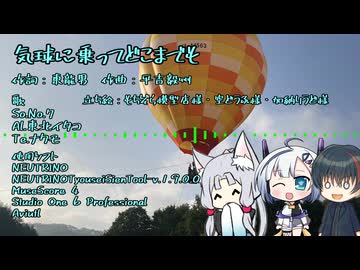 気球に乗ってどこまでも
作詞：東龍男 作曲：平吉毅州
歌
立ち絵：
So.No.7
Al.東北イタコ
Te.ナクモ
使用ソフト
NEUTRINO
NEUTRINOTyouseiSienTool-v.1.9.0.0
MuseScore 4
Studio One 6 Professional
Aviutl